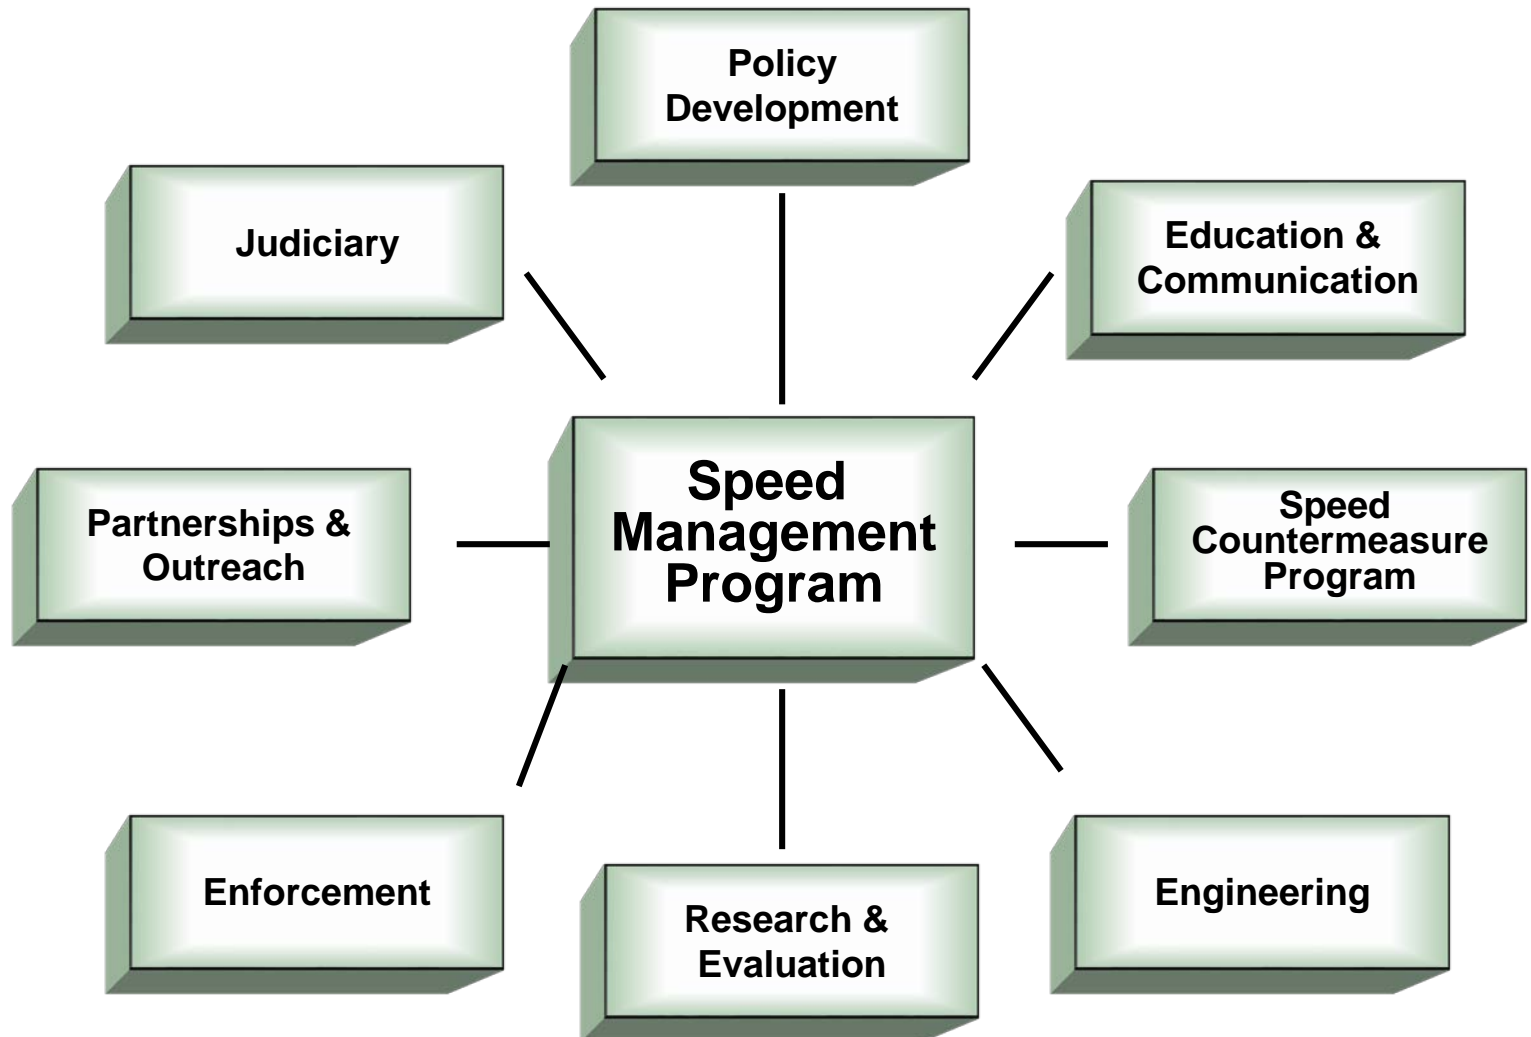 Policy
Development
Judiciary
Education &
Communication
Speed
Management
Program
Partnerships &
Outreach
Speed
Countermeasure
Program
Enforcement
Research &
Evaluation
Engineering